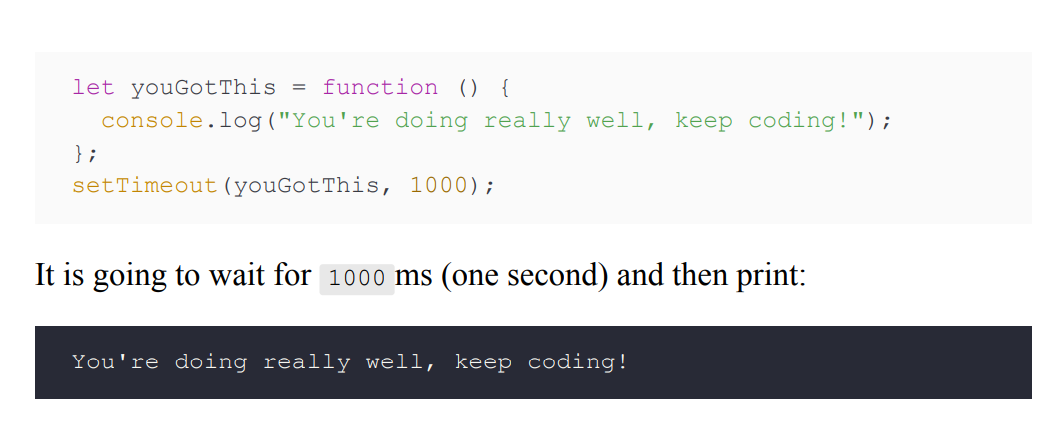 let youGotThis = function () {
  console.log("You're doing really well, keep coding!");
};
setTimeout(youGotThis, 1000);
It is going to wait for 1000 ms (one second) and then print:
You're doing really well, keep coding!